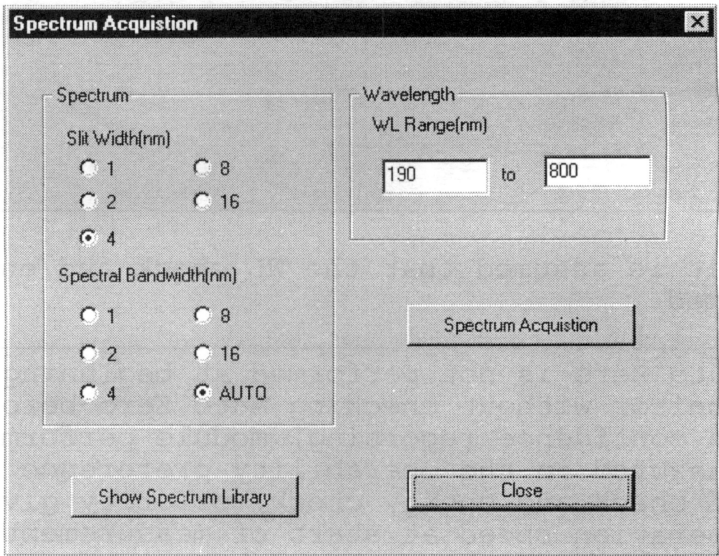 Spectrum Acquistion
Spectrum
Slit Width(nm)
1
8
2
16
4
Spectral Bandwidth(nm)
1
8
2
16
4
AUTO
Wavelength
WL Range(nm)
190 to 800
Spectrum Acquistion
Show Spectrum Library
Close